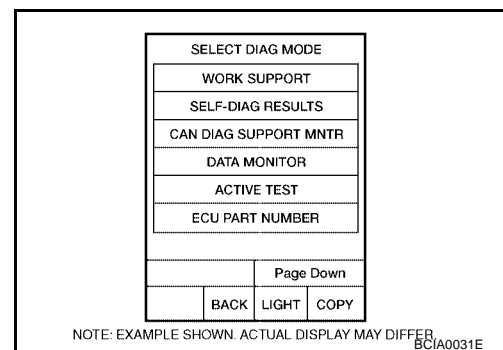 SELECT DIAG MODE
WORK SUPPORT
SELF-DIAG RESULTS
CAN DIAG SUPPORT MNTR
DATA MONITOR
ACTIVE TEST
ECU PART NUMBER
Page Down
BACK LIGHT COPY
NOTE: EXAMPLE SHOWN. ACTUAL DISPLAY MAY DIFFER.
BCIA0031E